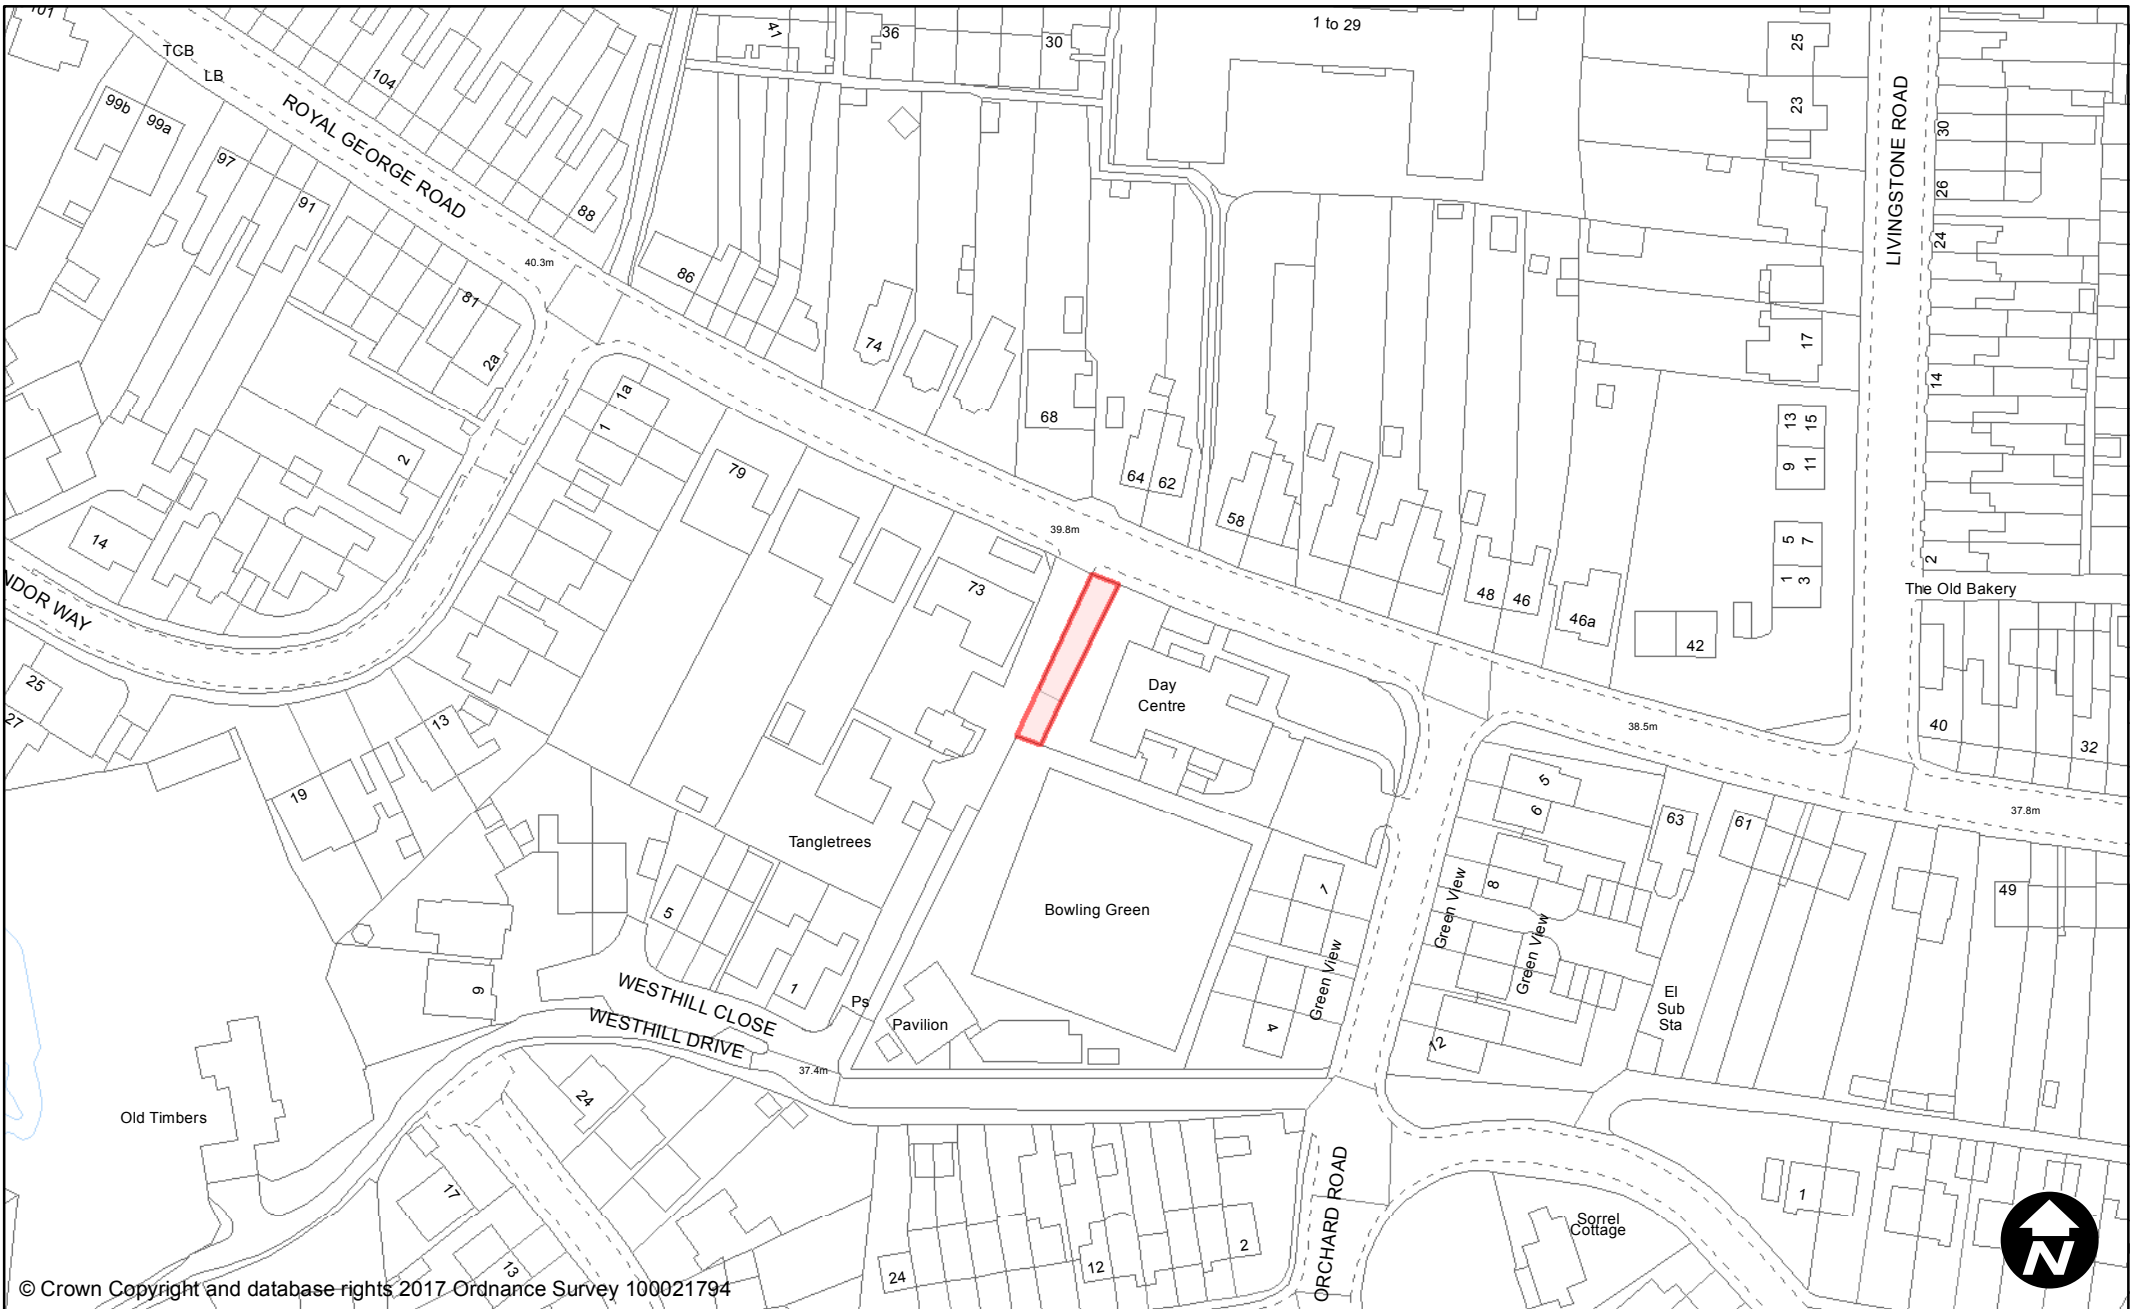 101
TCB
LB
104
99b
99a
97
91
ROYAL GEORGE ROAD
88
40.3m
41
36
30
1 to 29
25
23
LIVINGSTONE ROAD
30
26
24
86
81
2a
74
17
14
1a
1
68
13
15
9
11
2
79
64
62
58
39.8m
14
73
5
7
1
3
2
The Old Bakery
48
46
46a
42
NDOR WAY
25
27
13
Day
Centre
38.5m
40
32
19
5
6
63
61
37.8m
Tangletrees
5
Bowling Green
7
8
Green View
Green View
Green View
49
9
1
WESTHILL CLOSE
WESTHILL DRIVE
Ps
Pavilion
4
12
El
Sub
Sta
37.4m
Old Timbers
24
17
13
24
12
2
ORCHARD ROAD
1
Sorrel
Cottage
N
© Crown Copyright and database rights 2017 Ordnance Survey 100021794